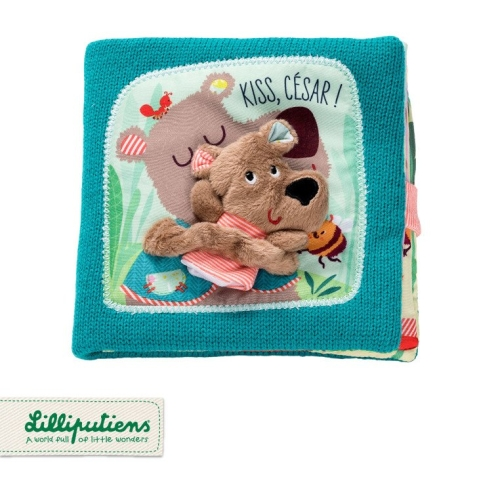 KISS, CÉSAR !
Lilliputiens
A world full of little wonders